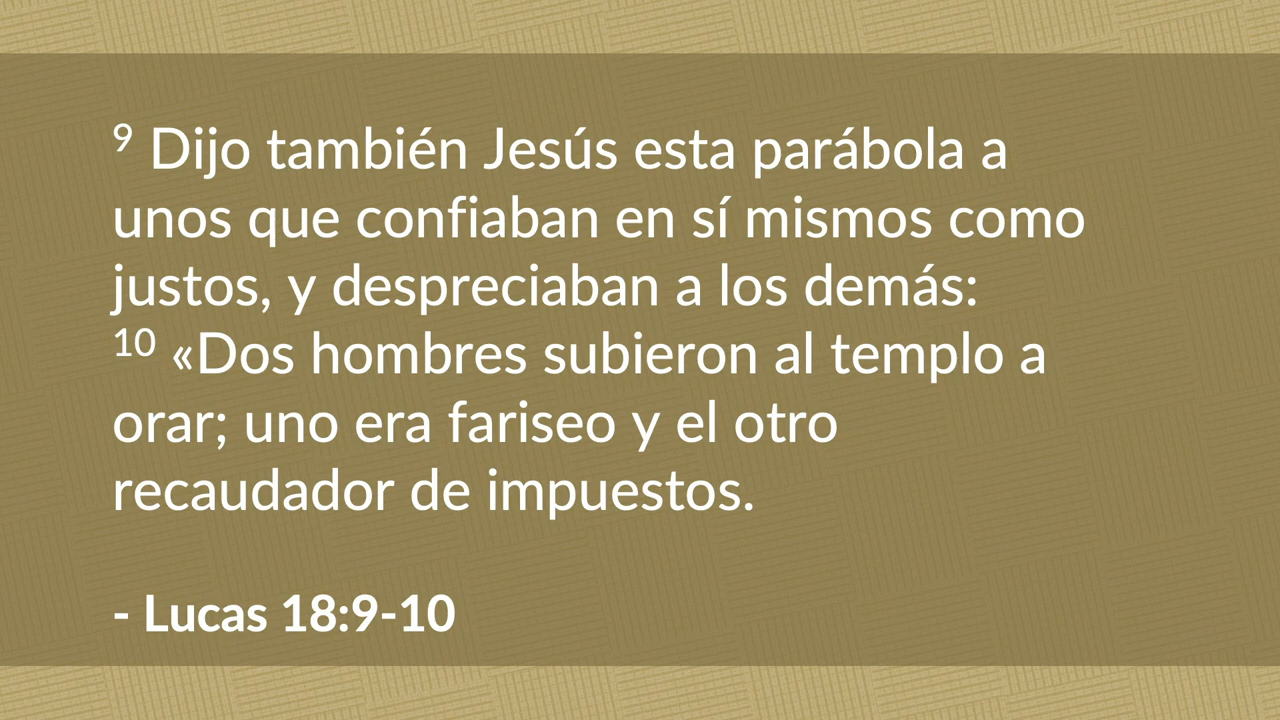 ⁹ Dijo también Jesús esta parábola a
unos que confiaban en sí mismos como
justos, y despreciaban a los demás:
¹⁰ «Dos hombres subieron al templo a
orar; uno era fariseo y el otro
recaudador de impuestos.
- Lucas 18:9-10